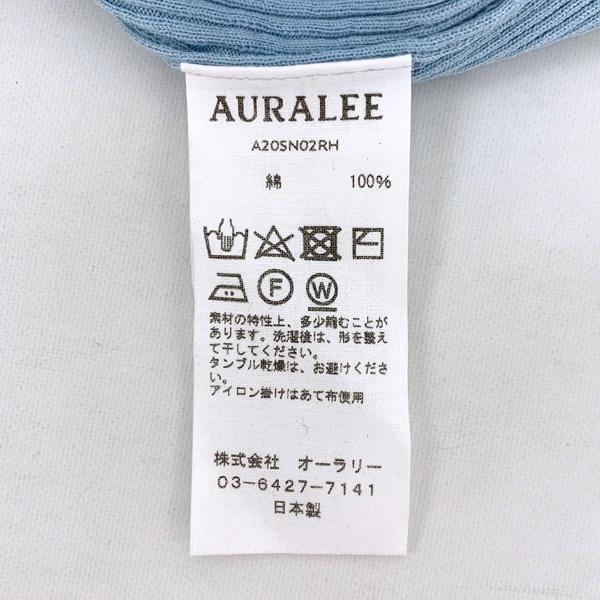 AURALEE
A20SN02RH
綿 100%
F W
素材の特性上、多少縮むことが
あります。洗濯後は、形を整え
て干してください。
タンブル乾燥は、お避けくださ
い。
アイロン掛けはあて布使用
株式会社 オーラリー
03-6427-7141
日本製